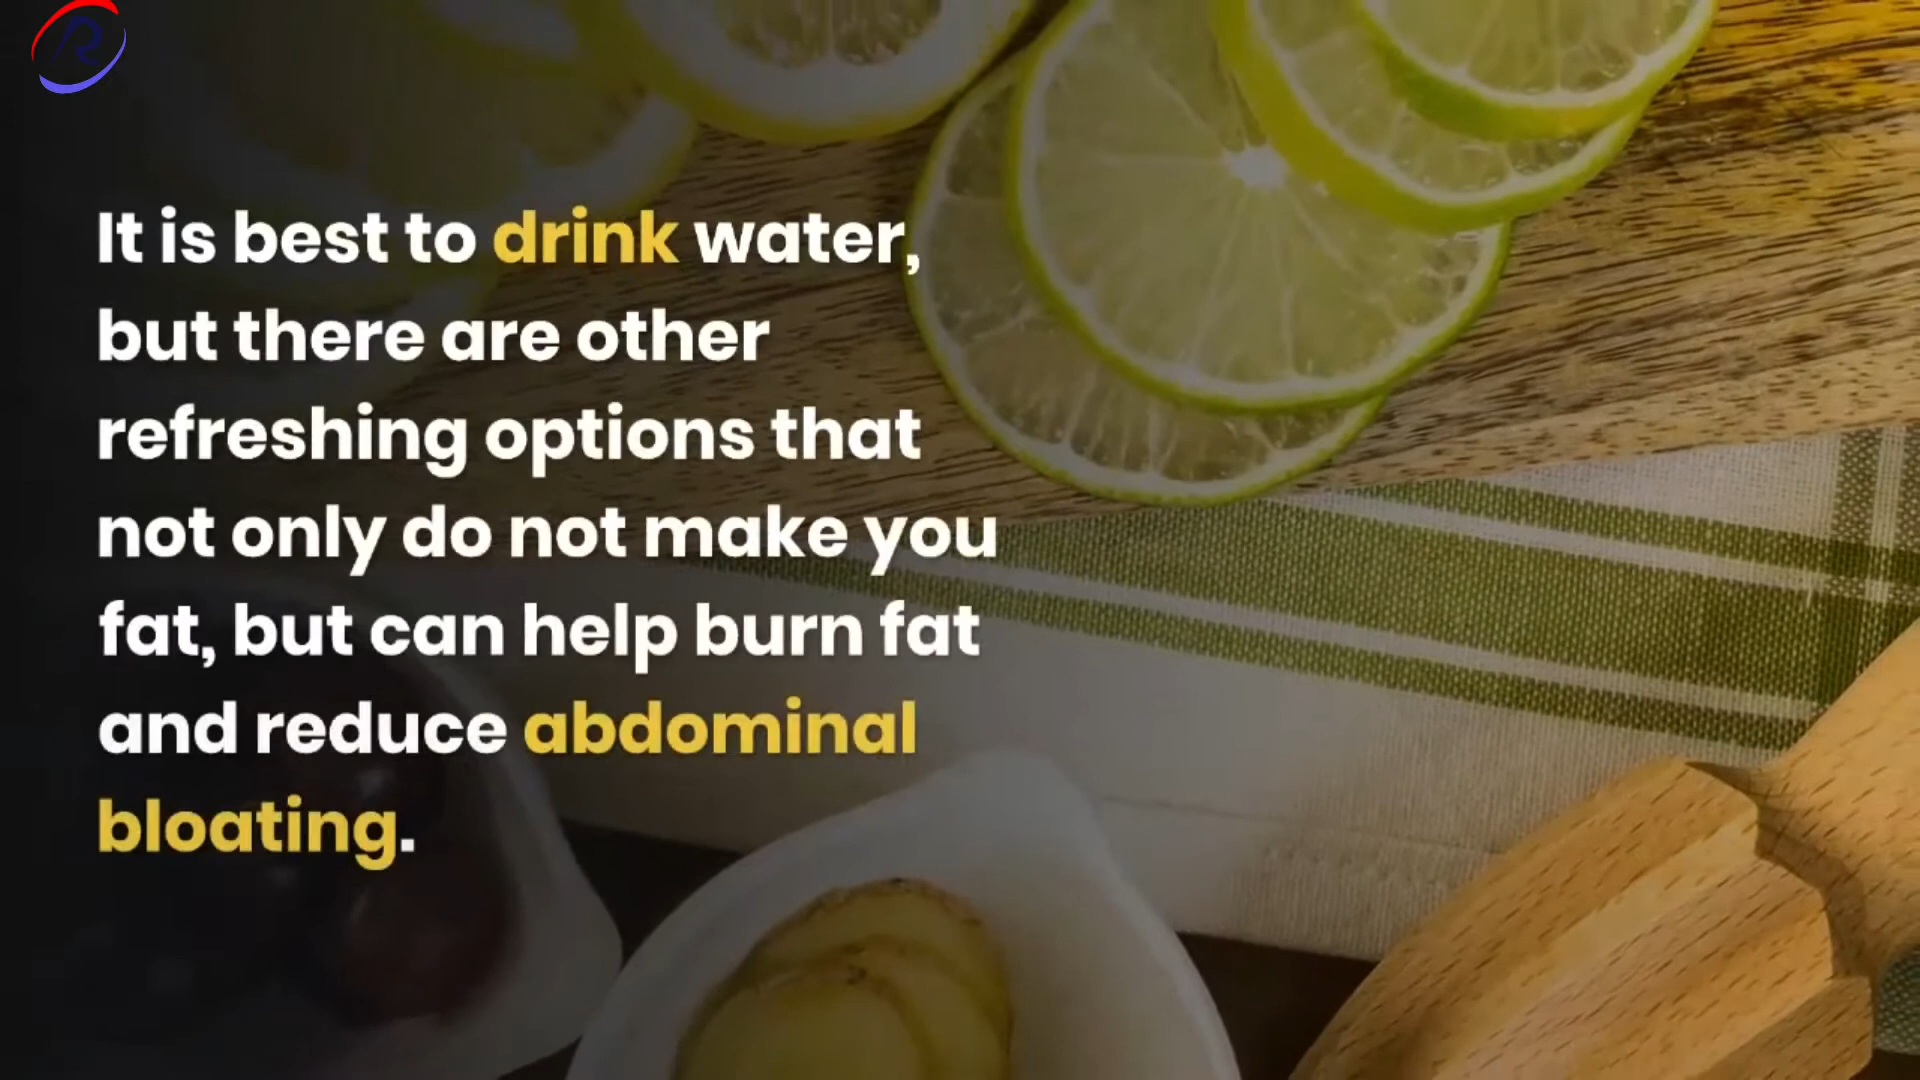 It is best to drink water,
but there are other
refreshing options that
not only do not make you
fat, but can help burn fat
and reduce abdominal
bloating.